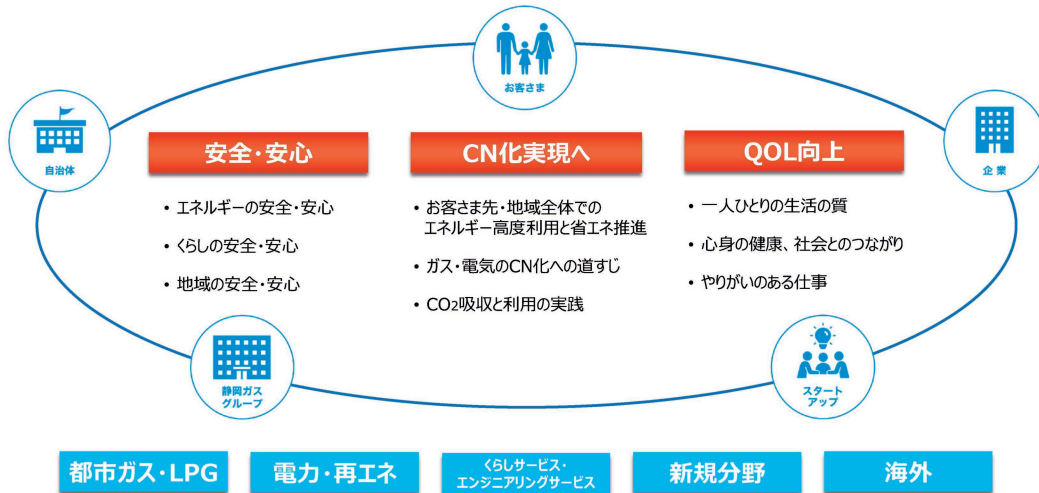 お客さま
自治体
企業
安全・安心
CN化実現へ
QOL向上
・エネルギーの安全・安心
・くらしの安全・安心
・地域の安全・安心
・お客さま先・地域全体での
エネルギー高度利用と省エネ推進
・ガス・電気のCN化への道すじ
・CO2吸収と利用の実践
・一人ひとりの生活の質
・心身の健康、社会とのつながり
・やりがいのある仕事
静岡ガス
グループ
スタート
アップ
都市ガス・LPG
電力・再エネ
くらしサービス・
エンジニアリングサービス
新規分野
海外